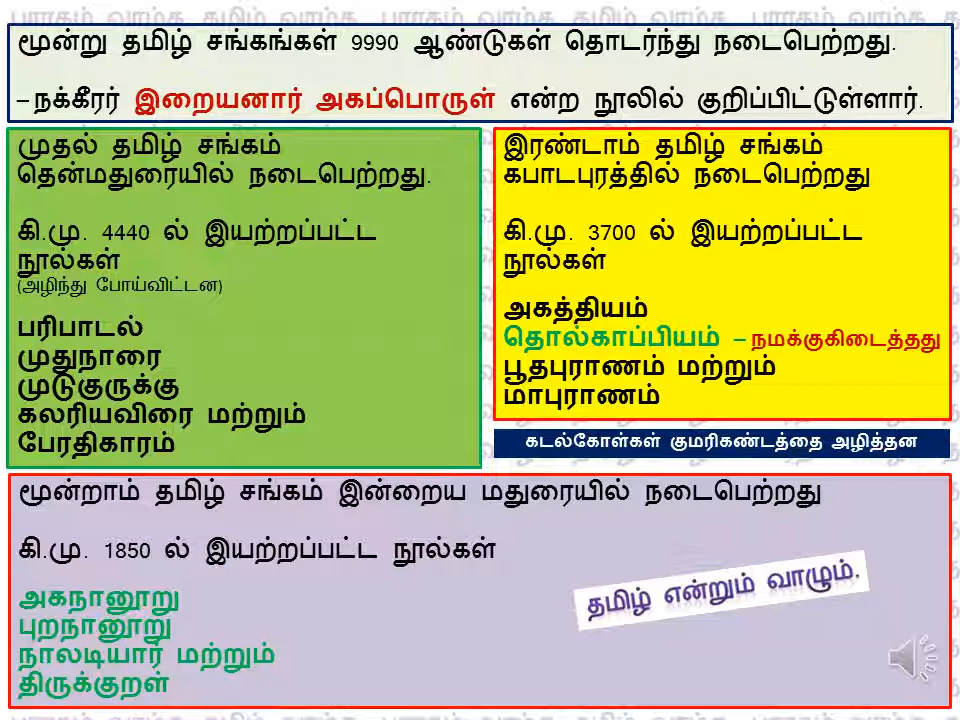 மூன்று தமிழ் சங்கங்கள் 9990 ஆண்டுகள் தொடர்ந்து நடைபெற்றது.
–நக்கீரர் இறையனார் அகப்பொருள் என்ற நூலில் குறிப்பிட்டுள்ளார்.
முதல் தமிழ் சங்கம்
தென்மதுரையில் நடைபெற்றது.
கி.மு. 4440 ல் இயற்றப்பட்ட
நூல்கள்
(அழிந்து போய்விட்டன)
பரிபாடல்
முதுநாரை
முடுகுருக்கு
கலரியவிரை மற்றும்
பேரதிகாரம்
இரண்டாம் தமிழ் சங்கம்
கபாடபுரத்தில் நடைபெற்றது
கி.மு. 3700 ல் இயற்றப்பட்ட
நூல்கள்
அகத்தியம்
தொல்காப்பியம் –நமக்குகிடைத்தது
பூதபுராணம் மற்றும்
மாபுராணம்
கடல்கோள்கள் குமரிகண்டத்தை அழித்தன
மூன்றாம் தமிழ் சங்கம் இன்றைய மதுரையில் நடைபெற்றது
கி.மு. 1850 ல் இயற்றப்பட்ட நூல்கள்
அகநானூறு
புறநானூறு
நாலடியார் மற்றும்
திருக்குறள்
தமிழ் என்றும் வாழும்.